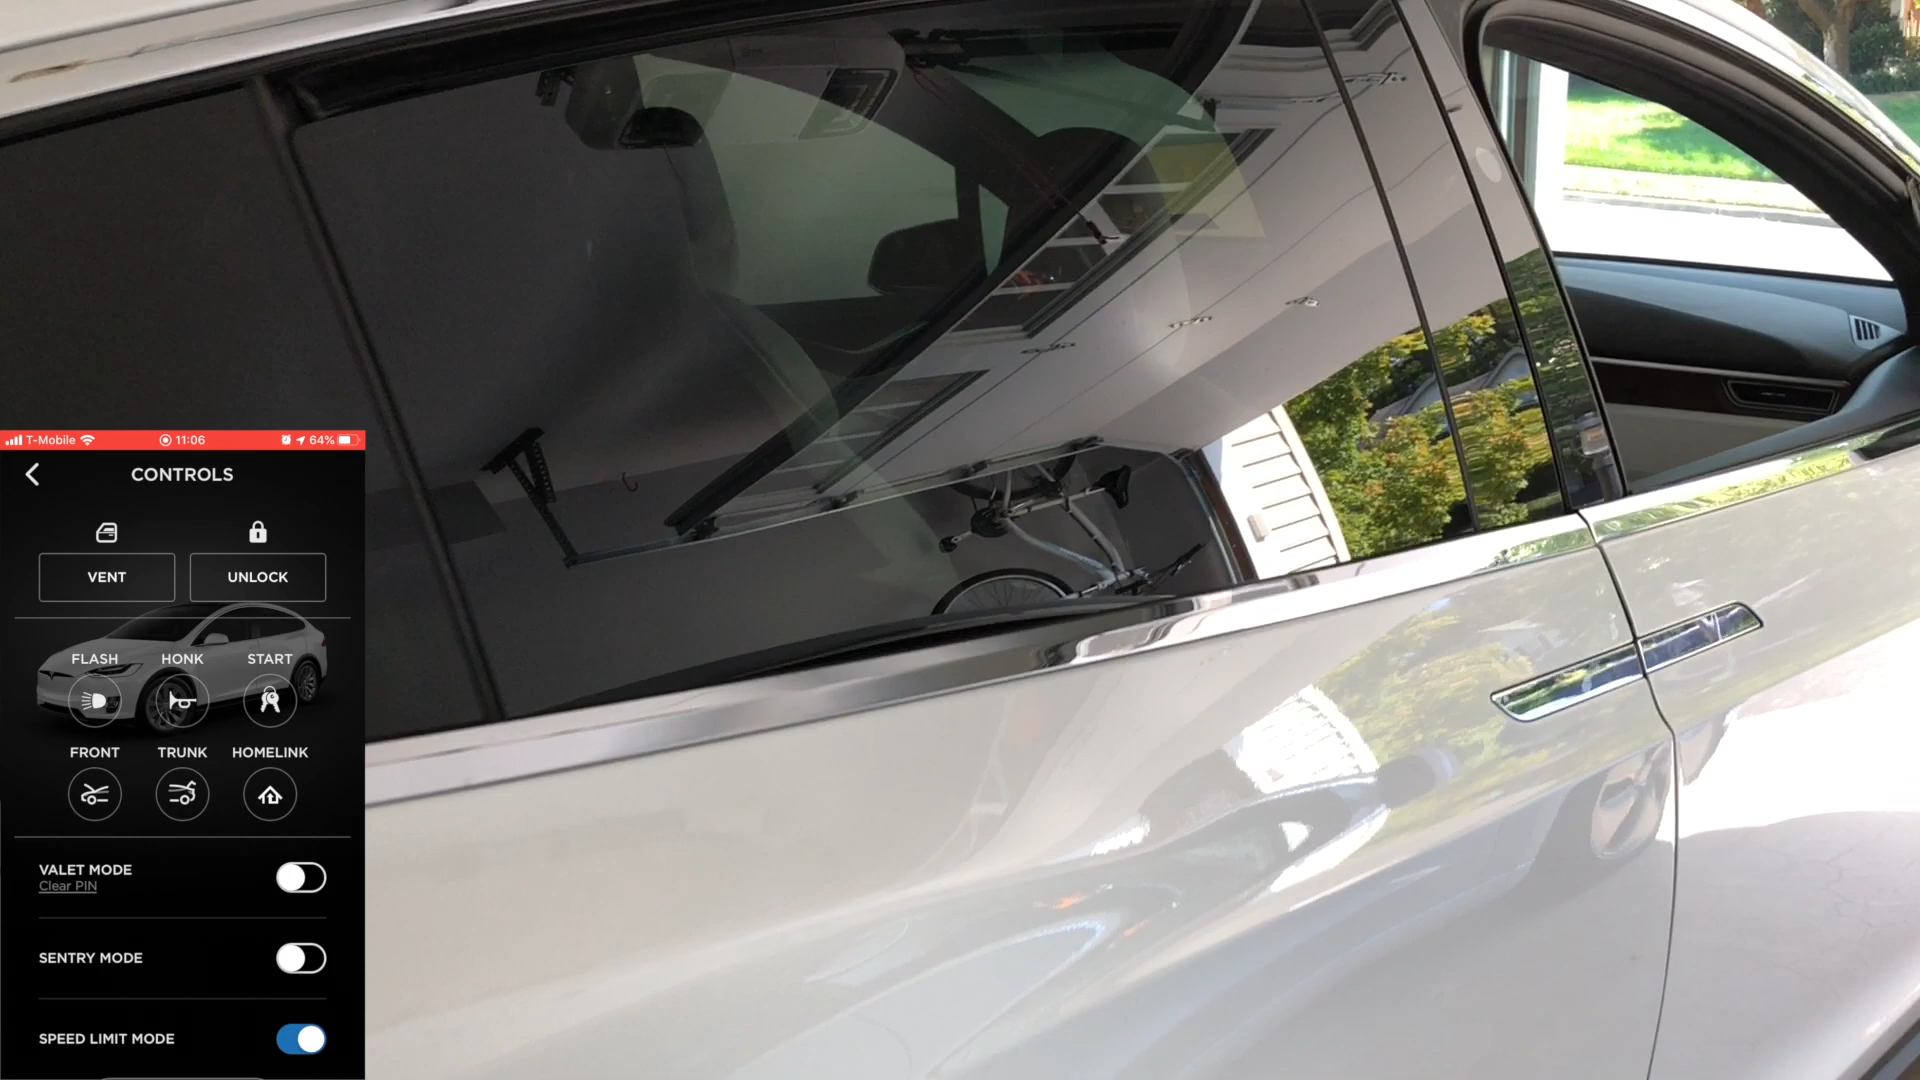 T-Mobile 11:06 64%
CONTROLS
VENT UNLOCK
FLASH HONK START
FRONT TRUNK HOMELINK
VALET MODE
Clear PIN
SENTRY MODE
SPEED LIMIT MODE